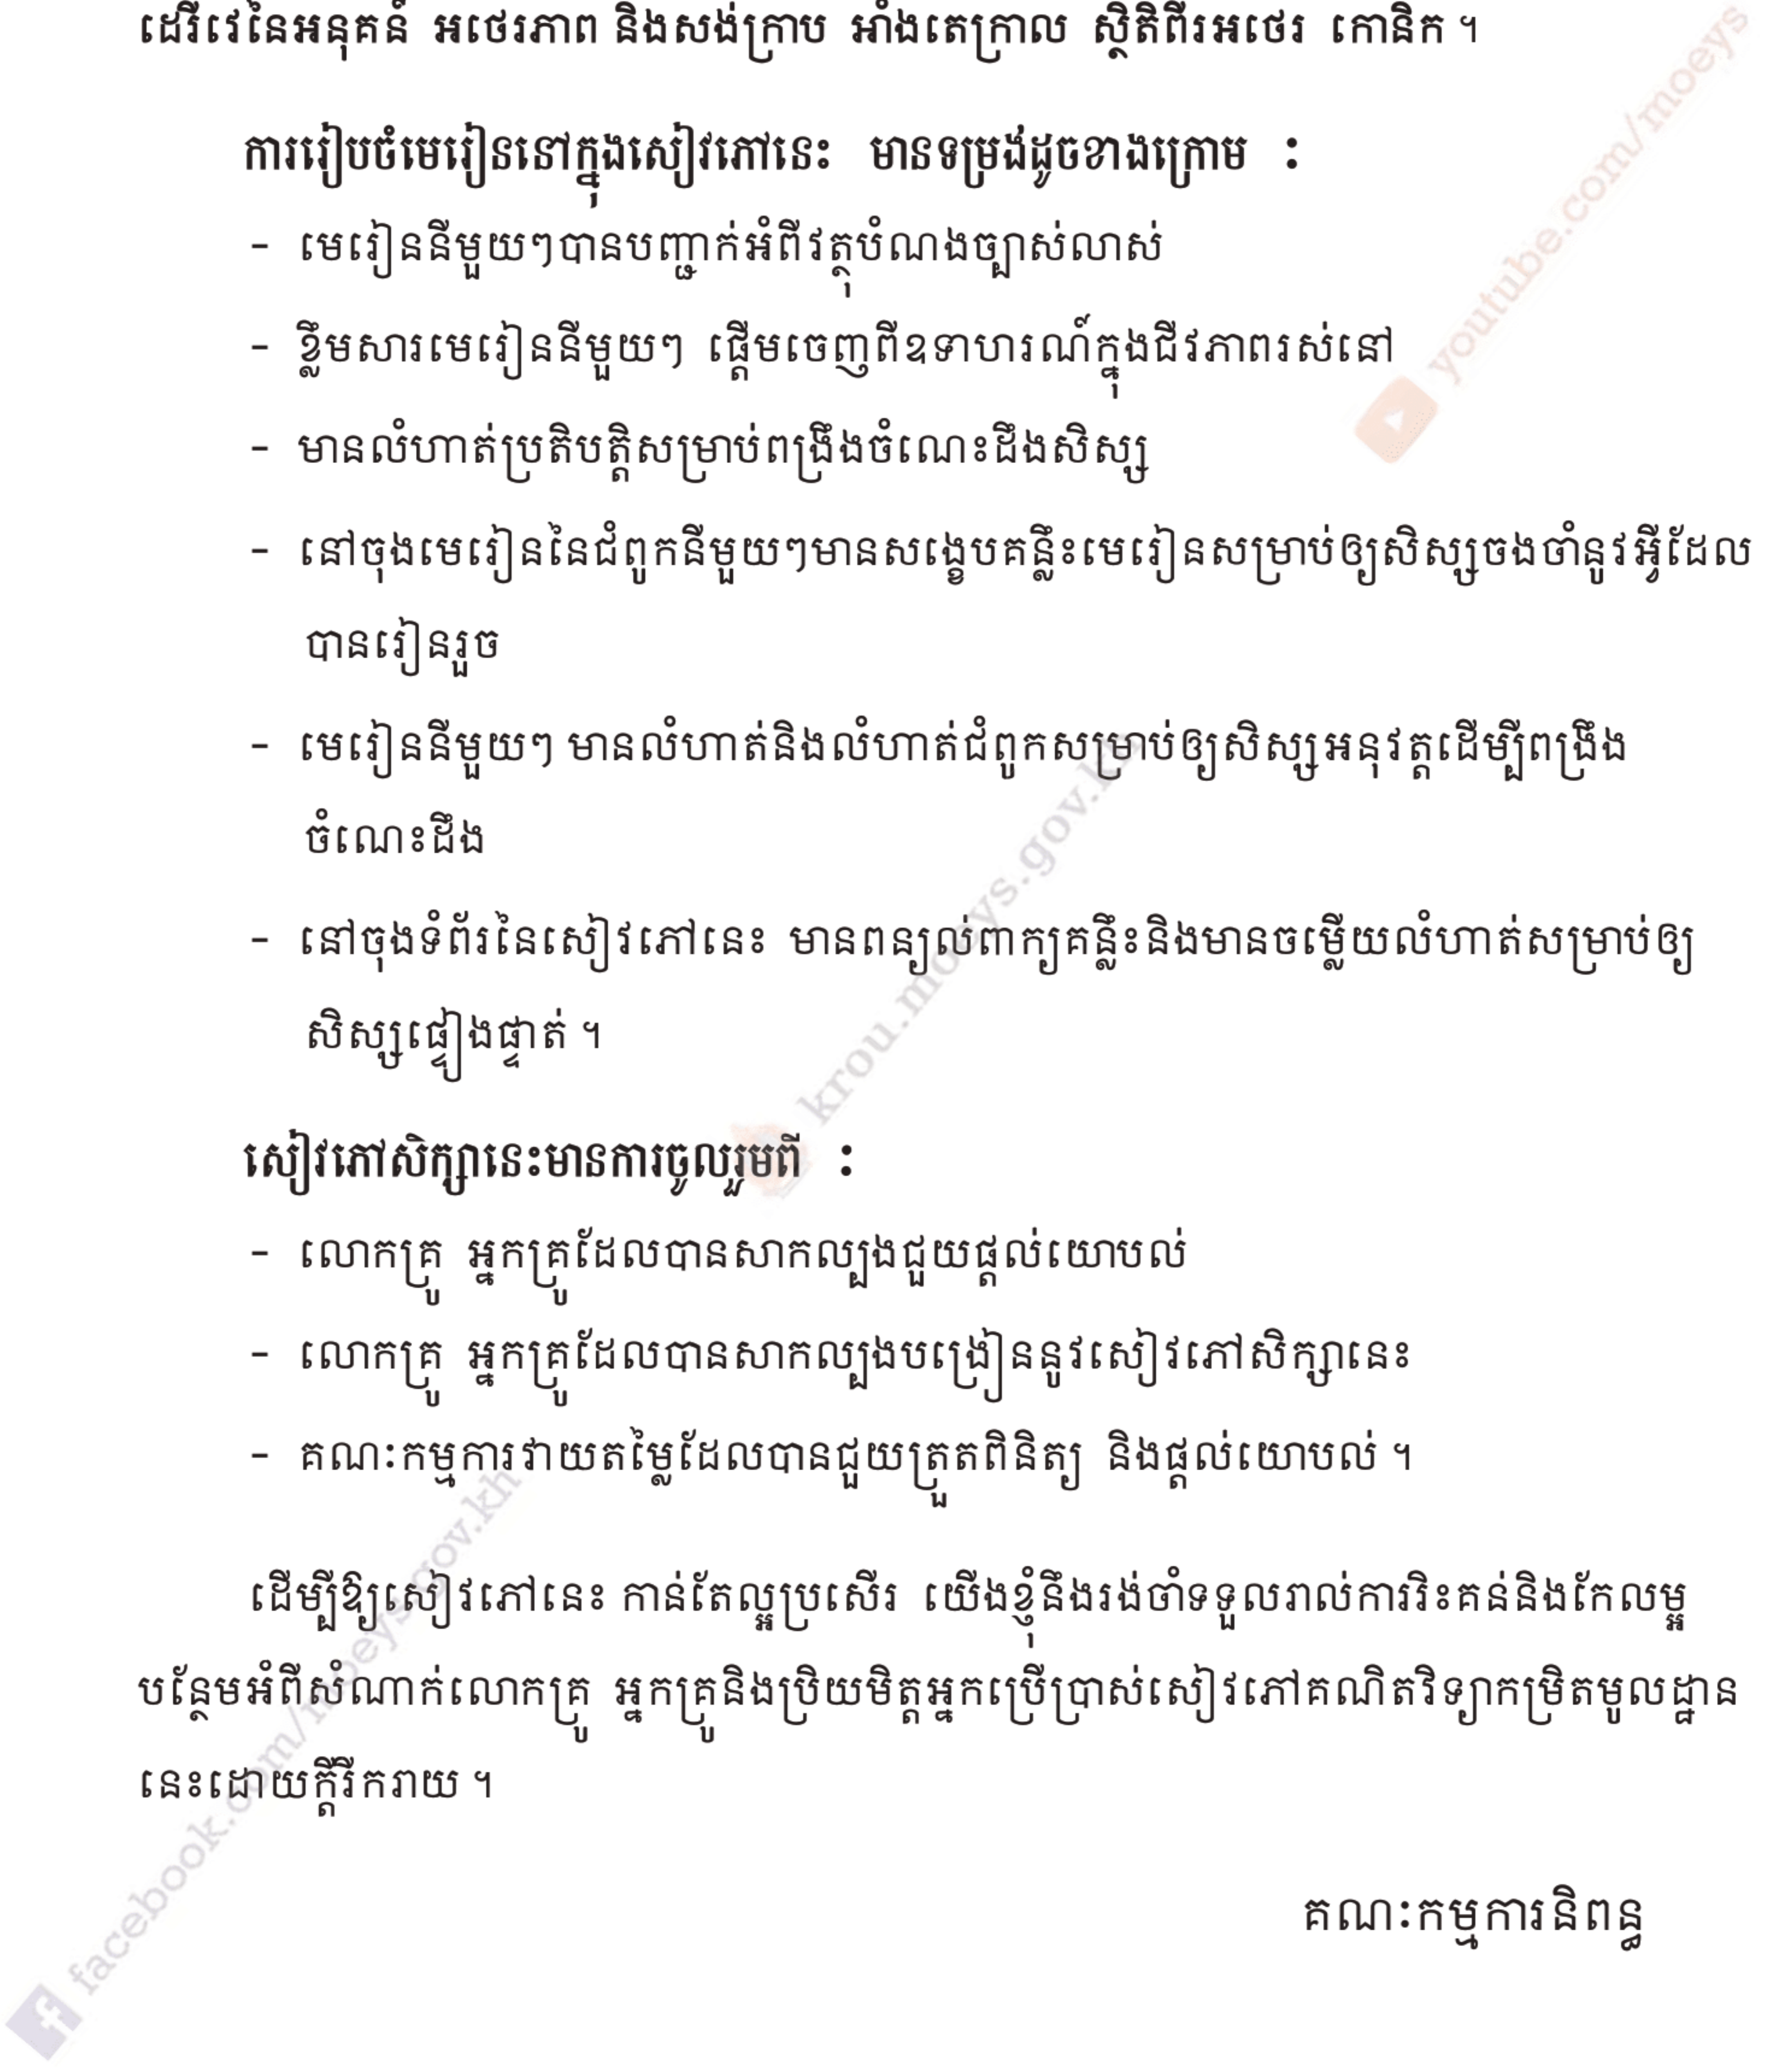 ដេរីវេនៃអនុគមន៍ អថេរភាព និងសង់ក្រាប អាំងតេក្រាល ស្ថិតិពីរអថេរ កោនិក ។
ការរៀបចំមេរៀននៅក្នុងសៀវភៅនេះ មានទម្រង់ដូចខាងក្រោម :
- មេរៀននីមួយៗបានបញ្ជាក់អំពីវត្ថុបំណងច្បាស់លាស់
- ខ្លឹមសារមេរៀននីមួយៗ ផ្តើមចេញពីឧទាហរណ៍ក្នុងជីវភាពរស់នៅ
- មានលំហាត់ប្រតិបត្តិសម្រាប់ពង្រឹងចំណេះដឹងសិស្ស
- នៅចុងមេរៀននៃជំពូកនីមួយៗមានសង្ខេបគន្លឹះមេរៀនសម្រាប់ឲ្យសិស្សចងចាំនូវអ្វីដែល
បានរៀនរួច
- មេរៀននីមួយៗ មានលំហាត់និងលំហាត់ជំពូកសម្រាប់ឲ្យសិស្សអនុវត្តដើម្បីពង្រឹង
ចំណេះដឹង
- នៅចុងទំព័រនៃសៀវភៅនេះ មានពន្យល់ពាក្យគន្លឹះនិងមានចម្លើយលំហាត់សម្រាប់ឲ្យ
សិស្សផ្ទៀងផ្ទាត់ ។
សៀវភៅសិក្សានេះមានការចូលរួមពី :
- លោកគ្រូ អ្នកគ្រូដែលបានសាកល្បងជួយផ្តល់យោបល់
- លោកគ្រូ អ្នកគ្រូដែលបានសាកល្បងបង្រៀននូវសៀវភៅសិក្សានេះ
- គណៈកម្មការវាយតម្លៃដែលបានជួយត្រួតពិនិត្យ និងផ្តល់យោបល់ ។
ដើម្បីឱ្យសៀវភៅនេះ កាន់តែល្អប្រសើរ យើងខ្ញុំនឹងរង់ចាំទទួលរាល់ការរិះគន់និងកែលម្អ
បន្ថែមអំពីសំណាក់លោកគ្រូ អ្នកគ្រូនិងប្រិយមិត្តអ្នកប្រើប្រាស់សៀវភៅគណិតវិទ្យាកម្រិតមូលដ្ឋាន
នេះដោយក្តីរីករាយ ។
គណៈកម្មការនិពន្ធ
youtube.com/moeys
krou.moeys.gov.kh
facebook.com/moeys.gov.kh